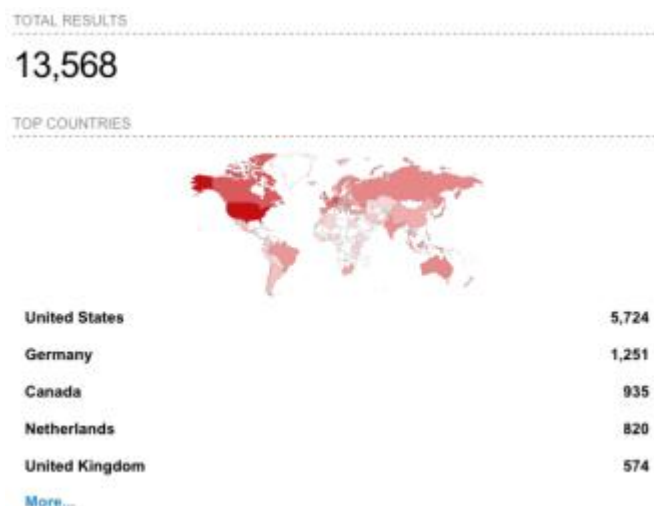 TOTAL RESULTS
13,568
TOP COUNTRIES
United States 5,724
Germany 1,251
Canada 935
Netherlands 820
United Kingdom 574
More...